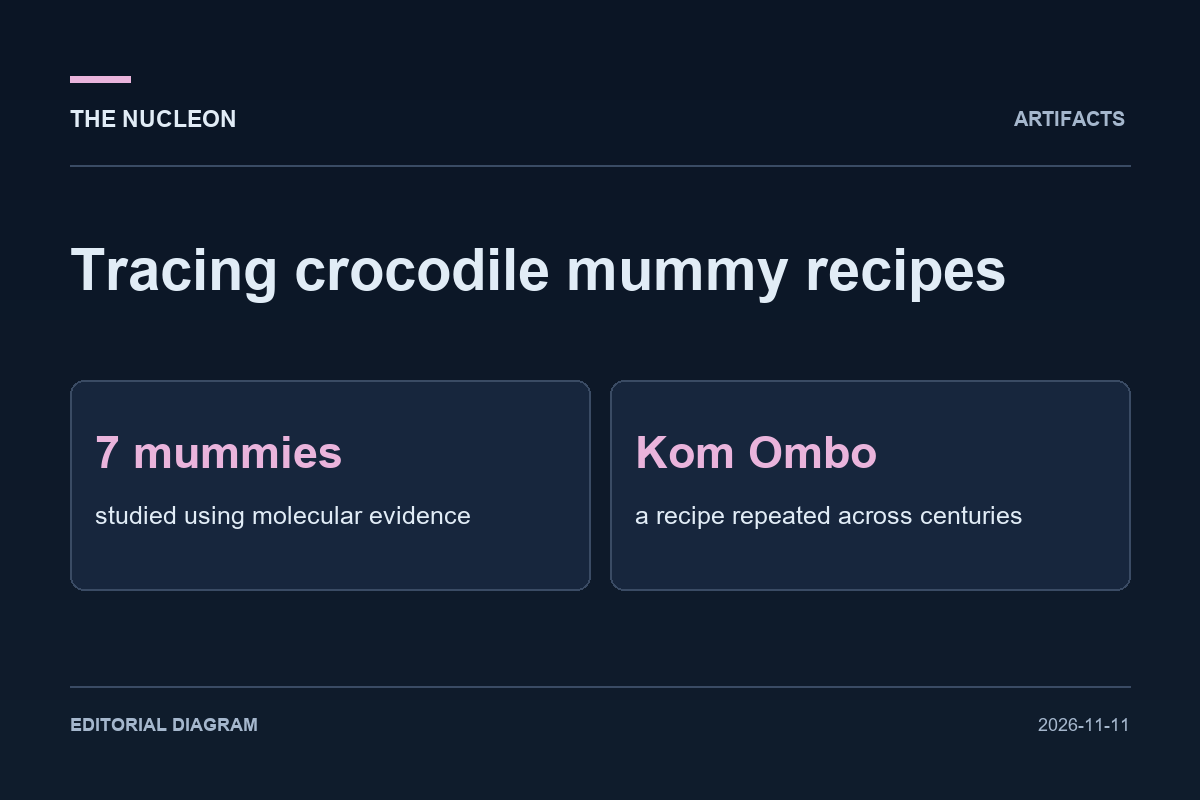 THE NUCLEON
ARTIFACTS
Tracing crocodile mummy recipes
7 mummies
studied using molecular evidence
Kom Ombo
a recipe repeated across centuries
EDITORIAL DIAGRAM
2026-11-11